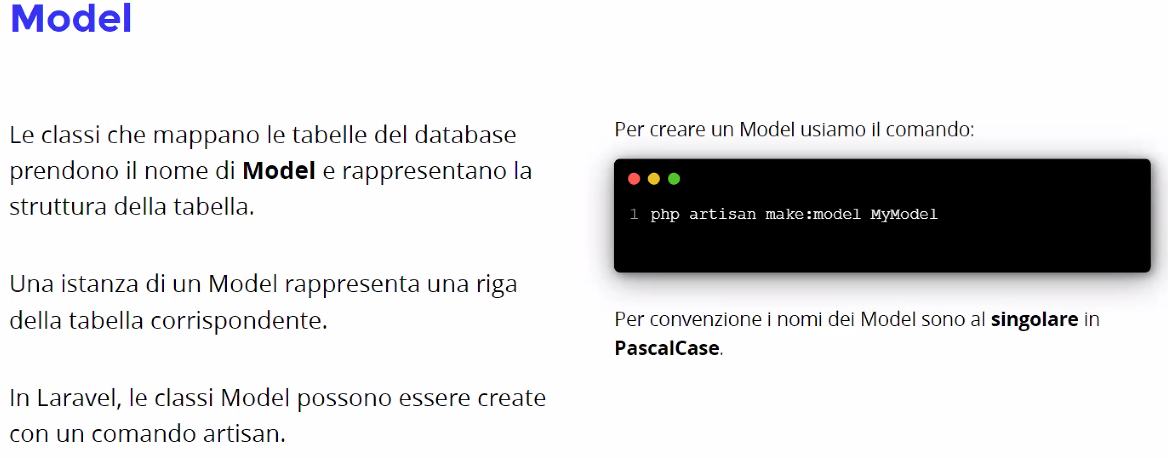 Model
Le classi che mappano le tabelle del database
prendono il nome di Model e rappresentano la
struttura della tabella.
Una istanza di un Model rappresenta una riga
della tabella corrispondente.
In Laravel, le classi Model possono essere create
con un comando artisan.
Per creare un Model usiamo il comando:
1 php artisan make:model MyModel
Per convenzione i nomi dei Model sono al singolare in
PascalCase.